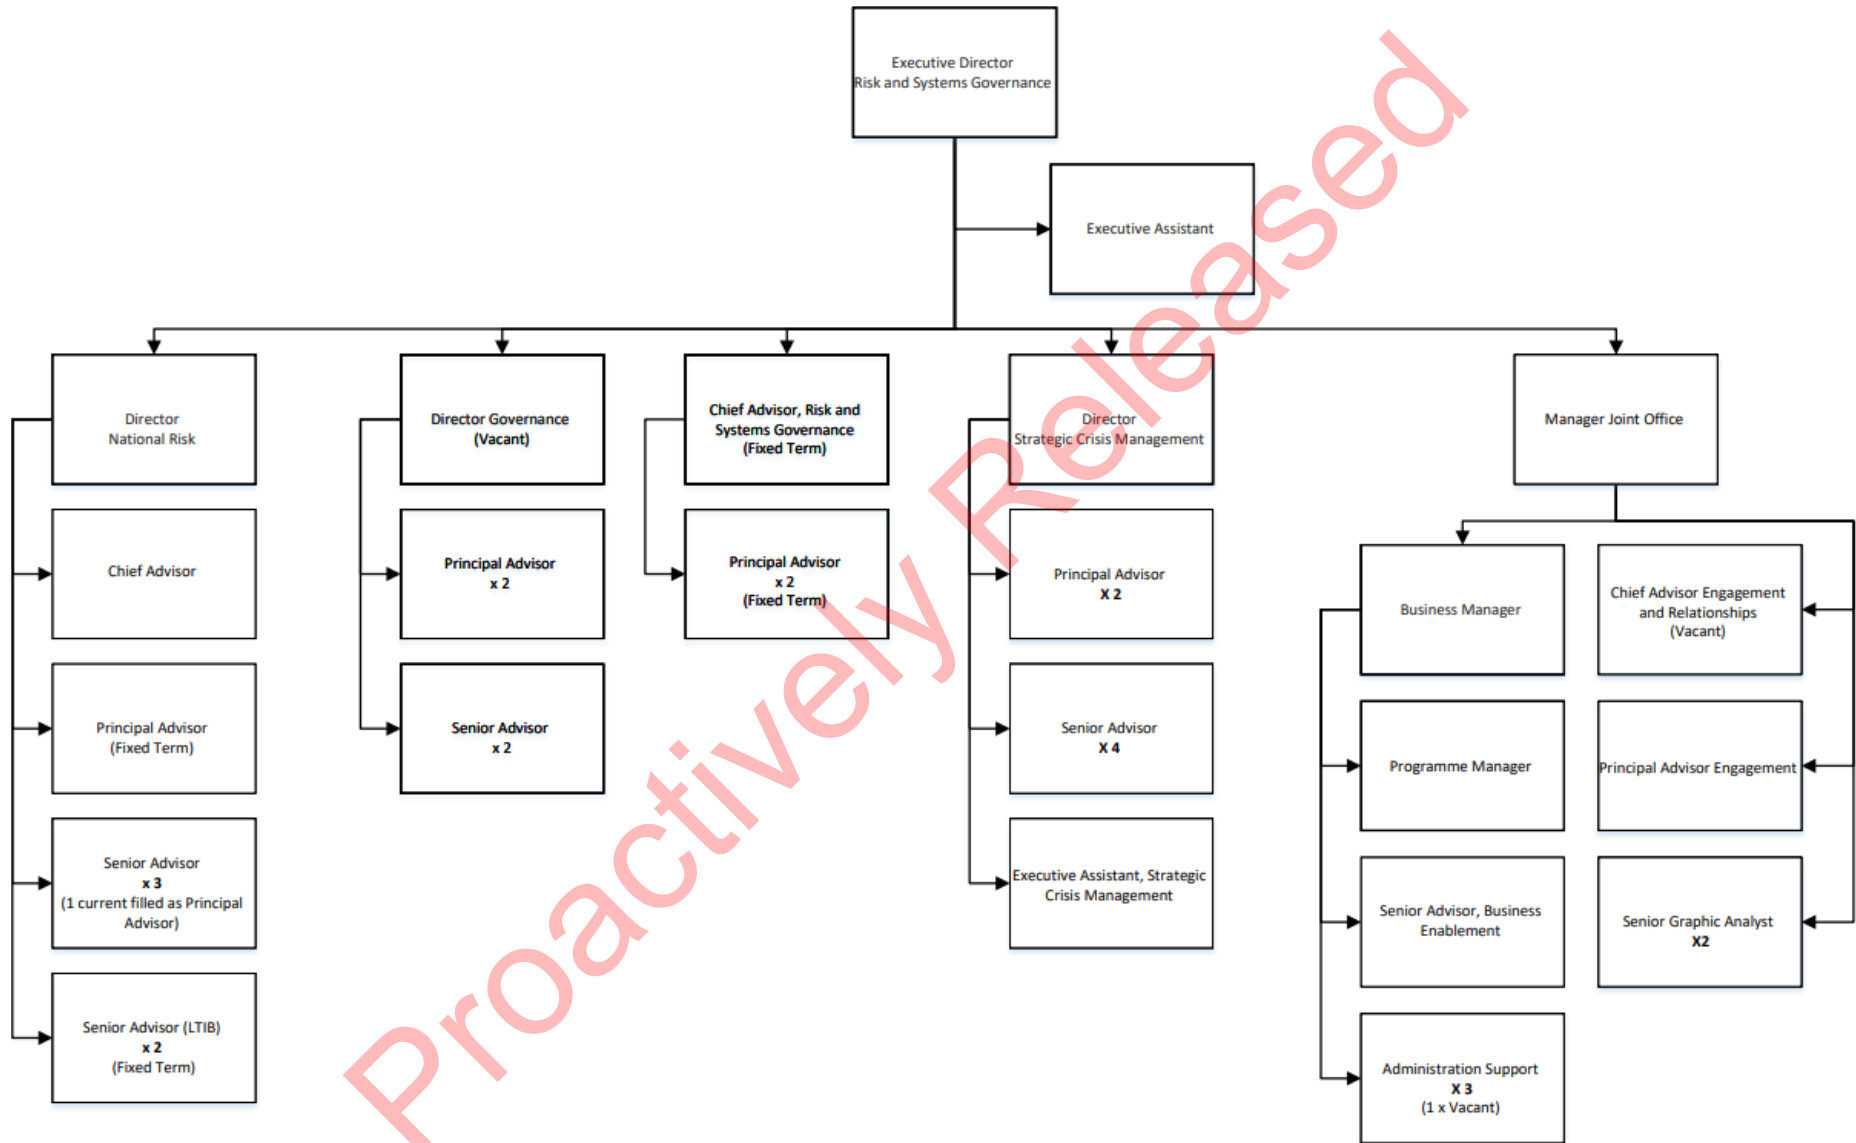 Executive Director
Risk and Systems Governance
Executive Assistant
Director
National Risk
Chief Advisor
Principal Advisor
(Fixed Term)
Senior Advisor
x 3
(1 current filled as Principal
Advisor)
Senior Advisor (LTIB)
x 2
(Fixed Term)
Director Governance
(Vacant)
Principal Advisor
x 2
Senior Advisor
x 2
Chief Advisor, Risk and
Systems Governance
(Fixed Term)
Principal Advisor
x 2
(Fixed Term)
Director
Strategic Crisis Management
Principal Advisor
X 2
Senior Advisor
X 4
Executive Assistant, Strategic
Crisis Management
Manager Joint Office
Business Manager
Programme Manager
Senior Advisor, Business
Enablement
Administration Support
X 3
(1 x Vacant)
Chief Advisor Engagement
and Relationships
(Vacant)
Principal Advisor Engagement
Senior Graphic Analyst
X2
Proactively Released